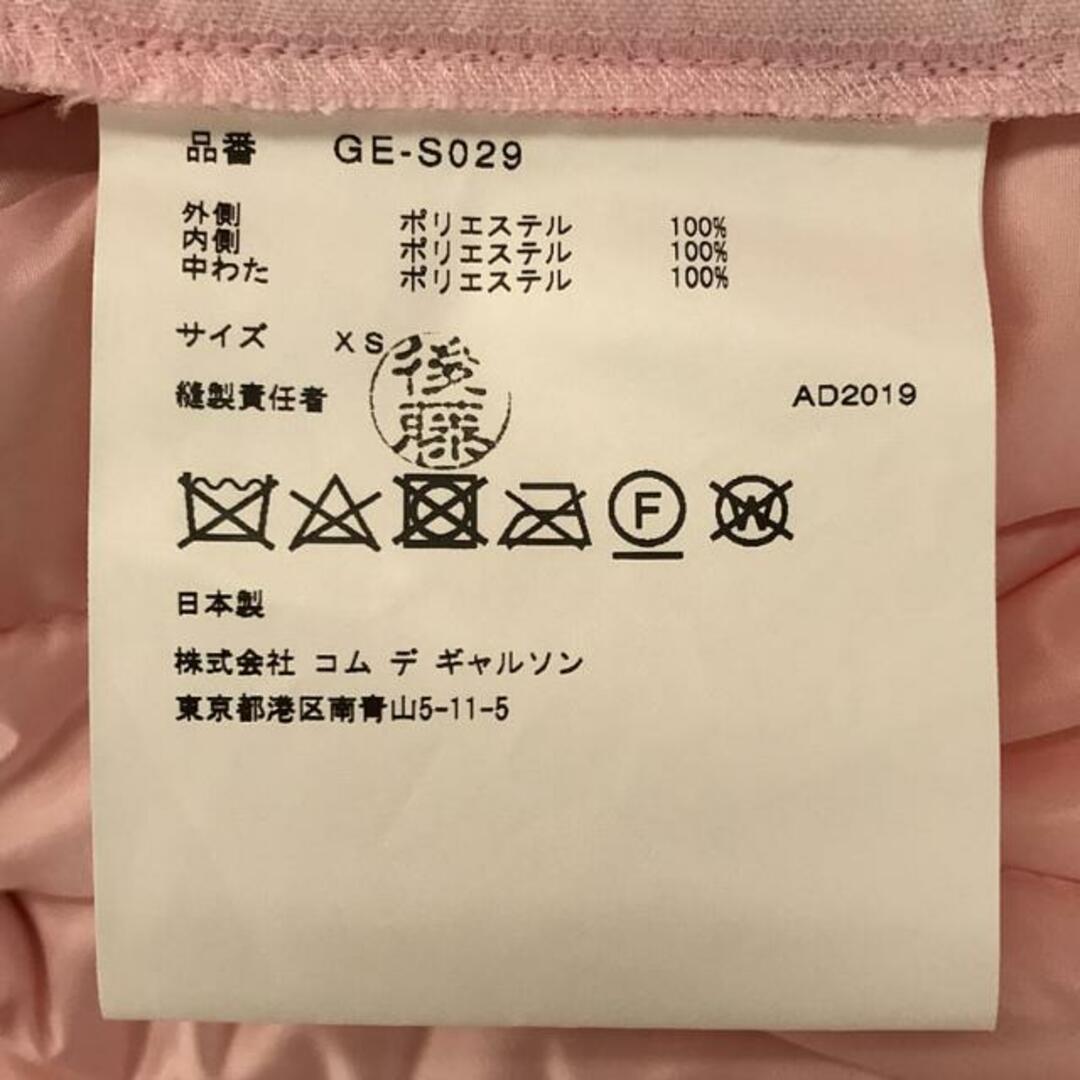 品番 GE-S029
外側 ポリエステル 100%
内側 ポリエステル 100%
中わた ポリエステル 100%
サイズ XS
縫製責任者 後藤 AD2019
F W
日本製
株式会社 コム デ ギャルソン
東京都港区南青山5-11-5